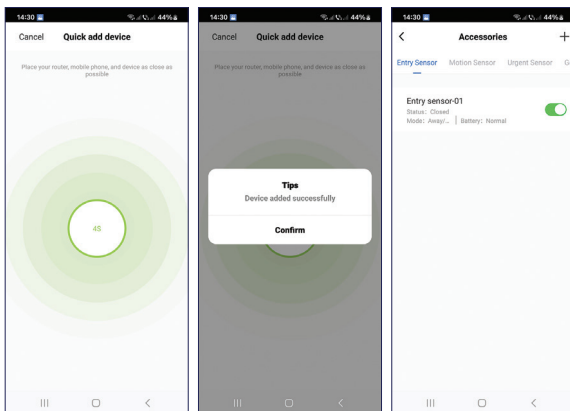 14:30
44%
Cancel Quick add device
Place your router, mobile phone, and device as close as
possible
4S
14:30
44%
Cancel Quick add device
Place your router, mobile phone, and device as close as
possible
Tips
Device added successfully
Confirm
14:30
44%
Accessories
Entry Sensor Motion Sensor Urgent Sensor G
Entry sensor-01
Status: Closed
Mode: Away/... | Battery: Normal